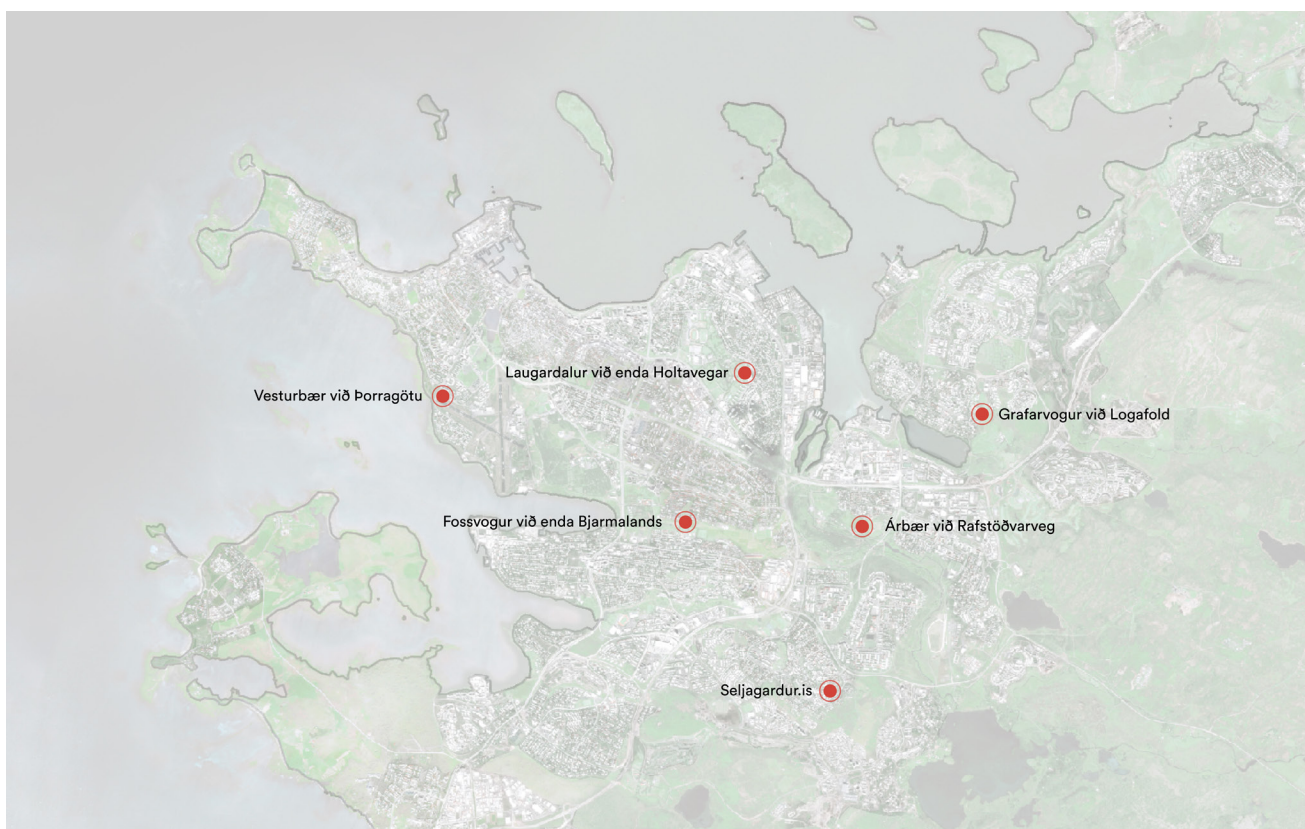 Laugardalur við enda Holtavegar
Vesturbær við Þorragötu
Grafarvogur við Logafold
Fossvogur við enda Bjarmalands
Árbær við Rafstöðvarveg
Seljagardur.is